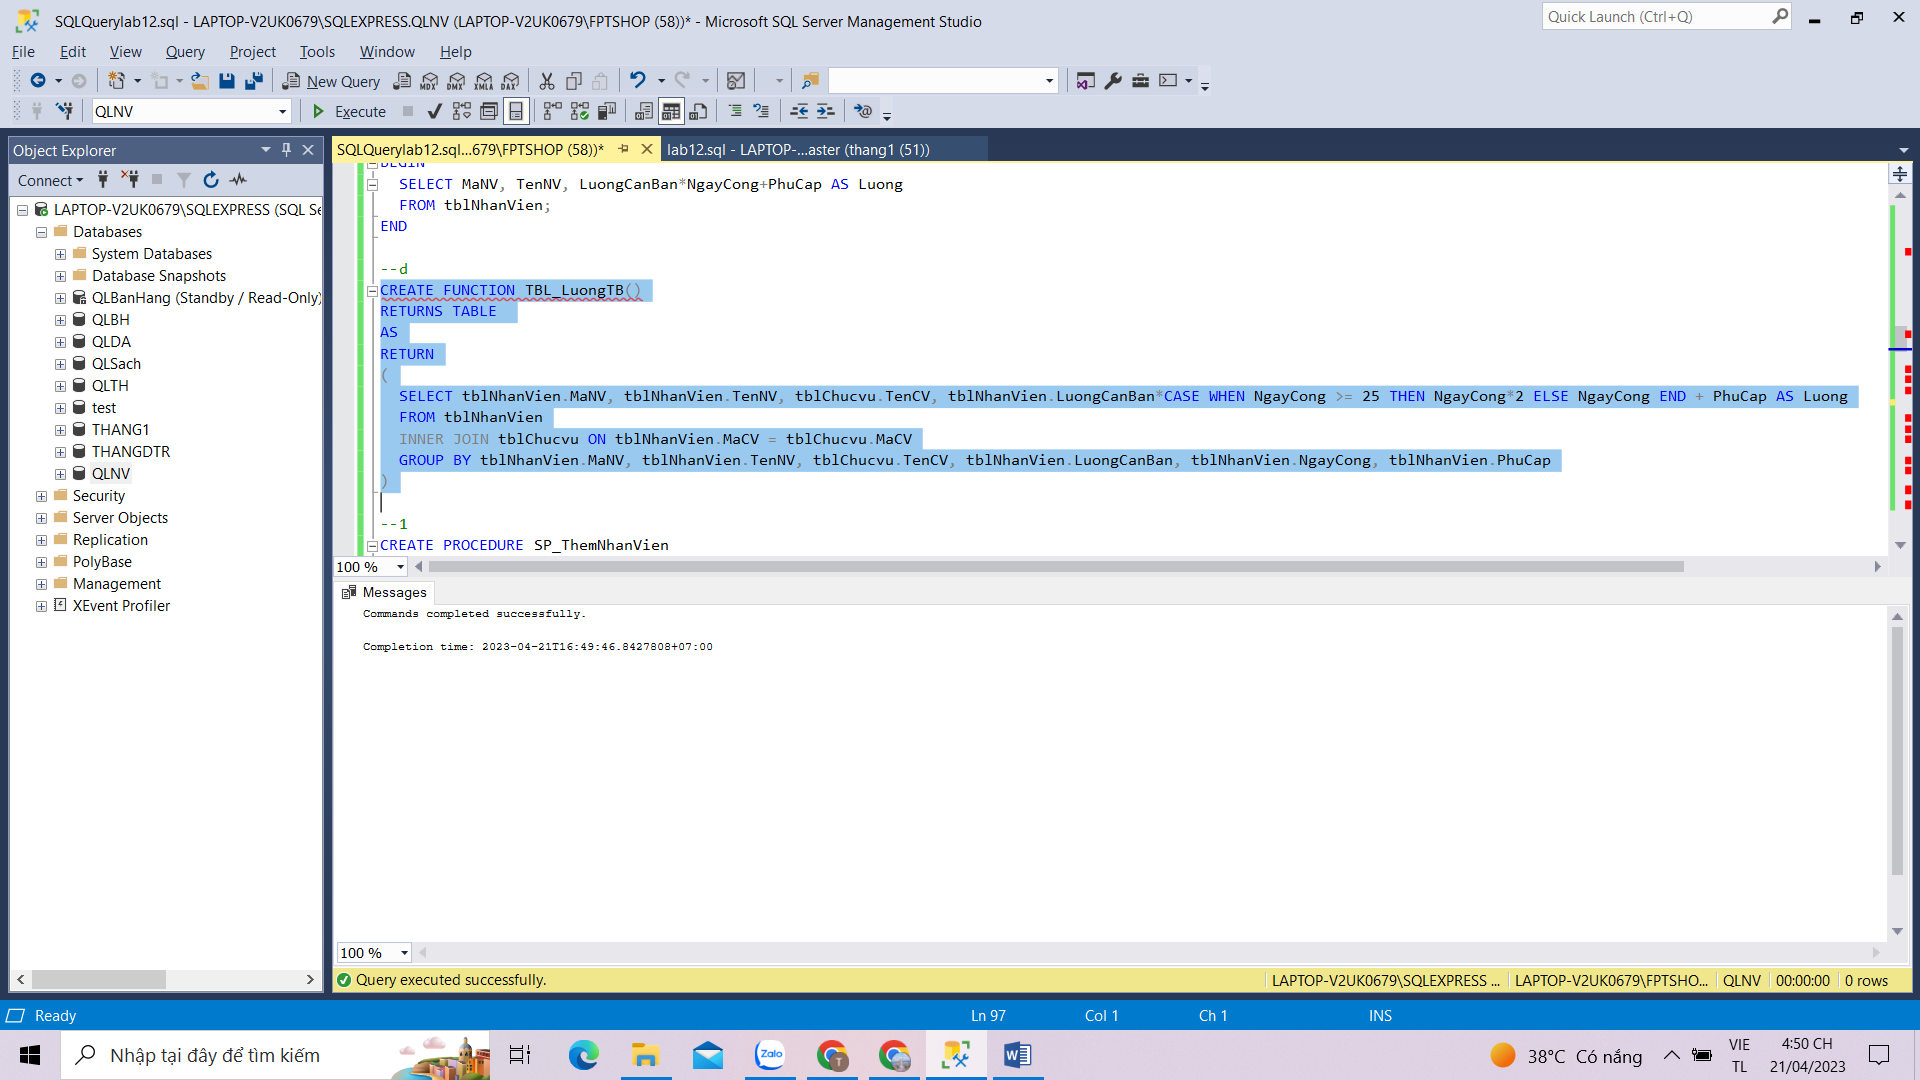 SQLQuerylab12.sql - LAPTOP-V2UK0679\SQLEXPRESS.QLNV (LAPTOP-V2UK0679\FPTSHOP (58))* - Microsoft SQL Server Management Studio
Quick Launch (Ctrl+Q)
File Edit View Query Project Tools Window Help
New Query MDX DMX XMLA DAX
QLNV Execute
Object Explorer
SQLQuerylab12.sql...679\FPTSHOP (58))* lab12.sql - LAPTOP-...aster (thang1 (51))
Connect
LAPTOP-V2UK0679\SQLEXPRESS (SQL Se
Databases
System Databases
Database Snapshots
QLBanHang (Standby / Read-Only)
QLBH
QLDA
QLSach
QLTH
test
THANG1
THANGDTR
QLNV
Security
Server Objects
Replication
PolyBase
Management
XEvent Profiler
BEGIN
SELECT MaNV, TenNV, LuongCanBan*NgayCong+PhuCap AS Luong
FROM tblNhanVien;
END
--d
CREATE FUNCTION TBL_LuongTB()
RETURNS TABLE
AS
RETURN
(
SELECT tblNhanVien.MaNV, tblNhanVien.TenNV, tblChucvu.TenCV, tblNhanVien.LuongCanBan*CASE WHEN NgayCong >= 25 THEN NgayCong*2 ELSE NgayCong END + PhuCap AS Luong
FROM tblNhanVien
INNER JOIN tblChucvu ON tblNhanVien.MaCV = tblChucvu.MaCV
GROUP BY tblNhanVien.MaNV, tblNhanVien.TenNV, tblChucvu.TenCV, tblNhanVien.LuongCanBan, tblNhanVien.NgayCong, tblNhanVien.PhuCap
)
--1
CREATE PROCEDURE SP_ThemNhanVien
100 %
Messages
Commands completed successfully.
Completion time: 2023-04-21T16:49:46.8427808+07:00
100 %
Query executed successfully. LAPTOP-V2UK0679\SQLEXPRESS ... LAPTOP-V2UK0679\FPTSHO... QLNV 00:00:00 0 rows
Ready Ln 97 Col 1 Ch 1 INS
Nhập tại đây để tìm kiếm
Zalo
T
38°C Có nắng
VIE
TL
4:50 CH
21/04/2023